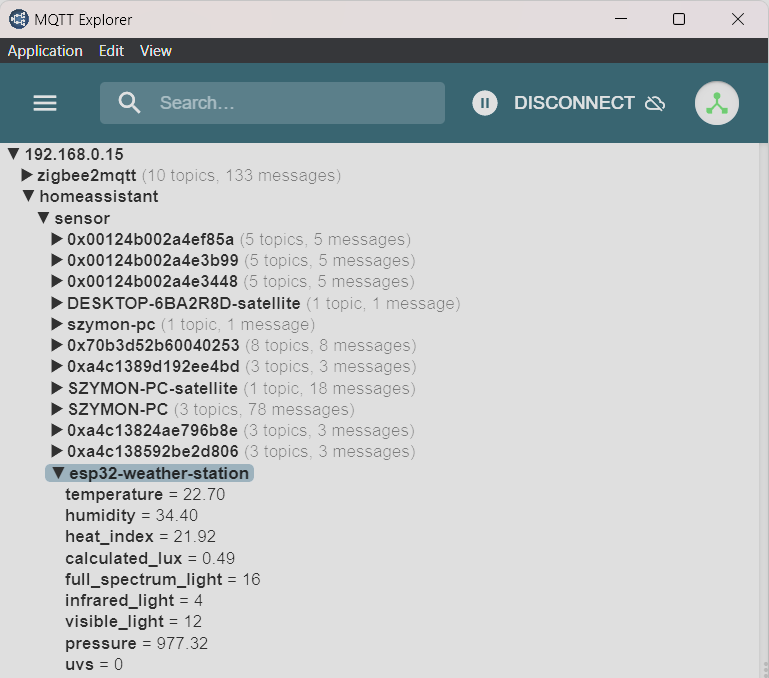 MQTT Explorer
Application Edit View
Search...
DISCONNECT
192.168.0.15
zigbee2mqtt (10 topics, 133 messages)
homeassistant
sensor
0x00124b002a4ef85a (5 topics, 5 messages)
0x00124b002a4e3b99 (5 topics, 5 messages)
0x00124b002a4e3448 (5 topics, 5 messages)
DESKTOP-6BA2R8D-satellite (1 topic, 1 message)
szymon-pc (1 topic, 1 message)
0x70b3d52b60040253 (8 topics, 8 messages)
0xa4c1389d192ee4bd (3 topics, 3 messages)
SZYMON-PC-satellite (1 topic, 18 messages)
SZYMON-PC (3 topics, 78 messages)
0xa4c13824ae796b8e (3 topics, 3 messages)
0xa4c138592be2d806 (3 topics, 3 messages)
esp32-weather-station
temperature = 22.70
humidity = 34.40
heat_index = 21.92
calculated_lux = 0.49
full_spectrum_light = 16
infrared_light = 4
visible_light = 12
pressure = 977.32
uvs = 0